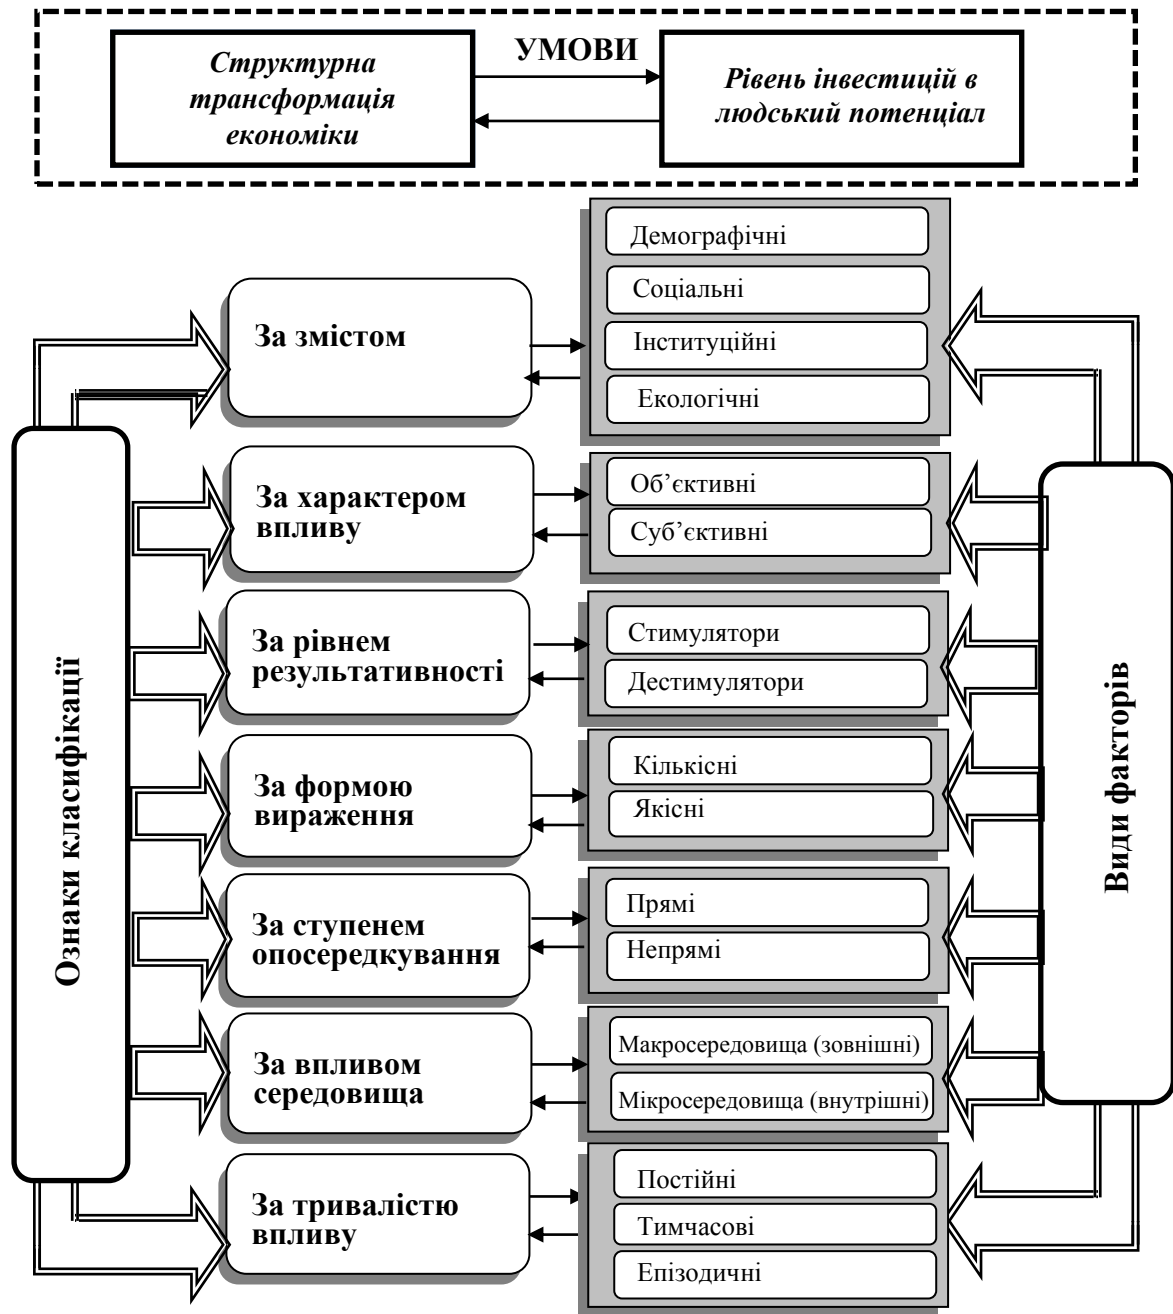 УМОВИ
Структурна
трансформація
економіки
Рівень інвестицій в
людський потенціал
Ознаки класифікації
За змістом
Демографічні
Соціальні
Інституційні
Екологічні
За характером
впливу
Об’єктивні
Суб’єктивні
За рівнем
результативності
Стимулятори
Дестимулятори
За формою
вираження
Кількісні
Якісні
За ступенем
опосередкування
Прямі
Непрямі
За впливом
середовища
Макросередовища (зовнішні)
Мікросередовища (внутрішні)
За тривалістю
впливу
Постійні
Тимчасові
Епізодичні
Види факторів